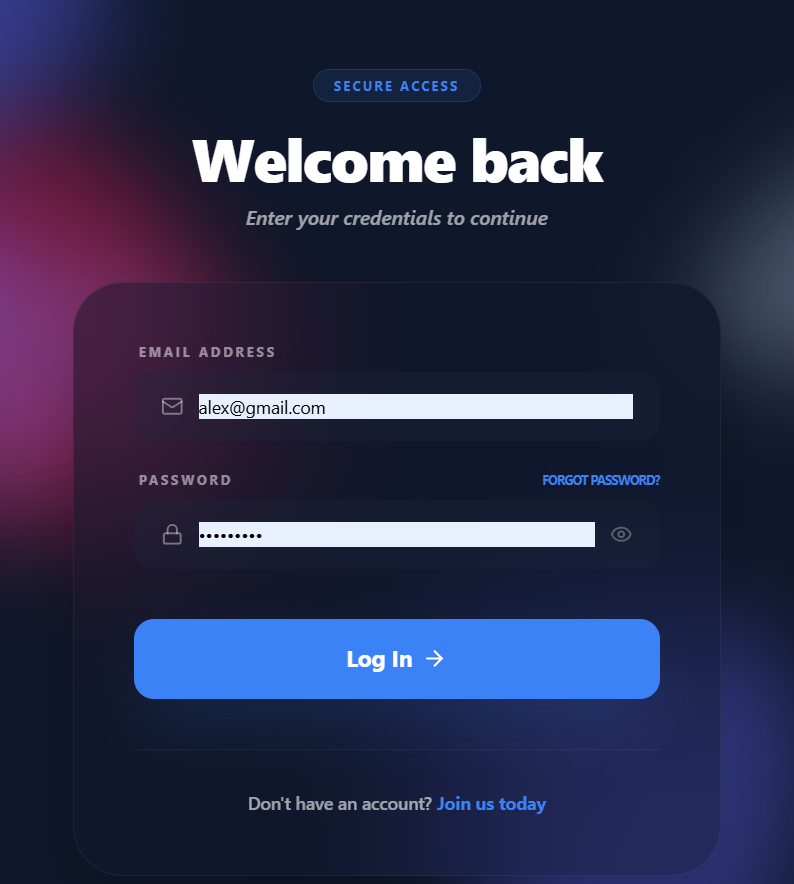 SECURE ACCESS
Welcome back
Enter your credentials to continue
EMAIL ADDRESS
alex@gmail.com
PASSWORD
FORGOT PASSWORD?
•••••••••
Log In →
Don't have an account? Join us today